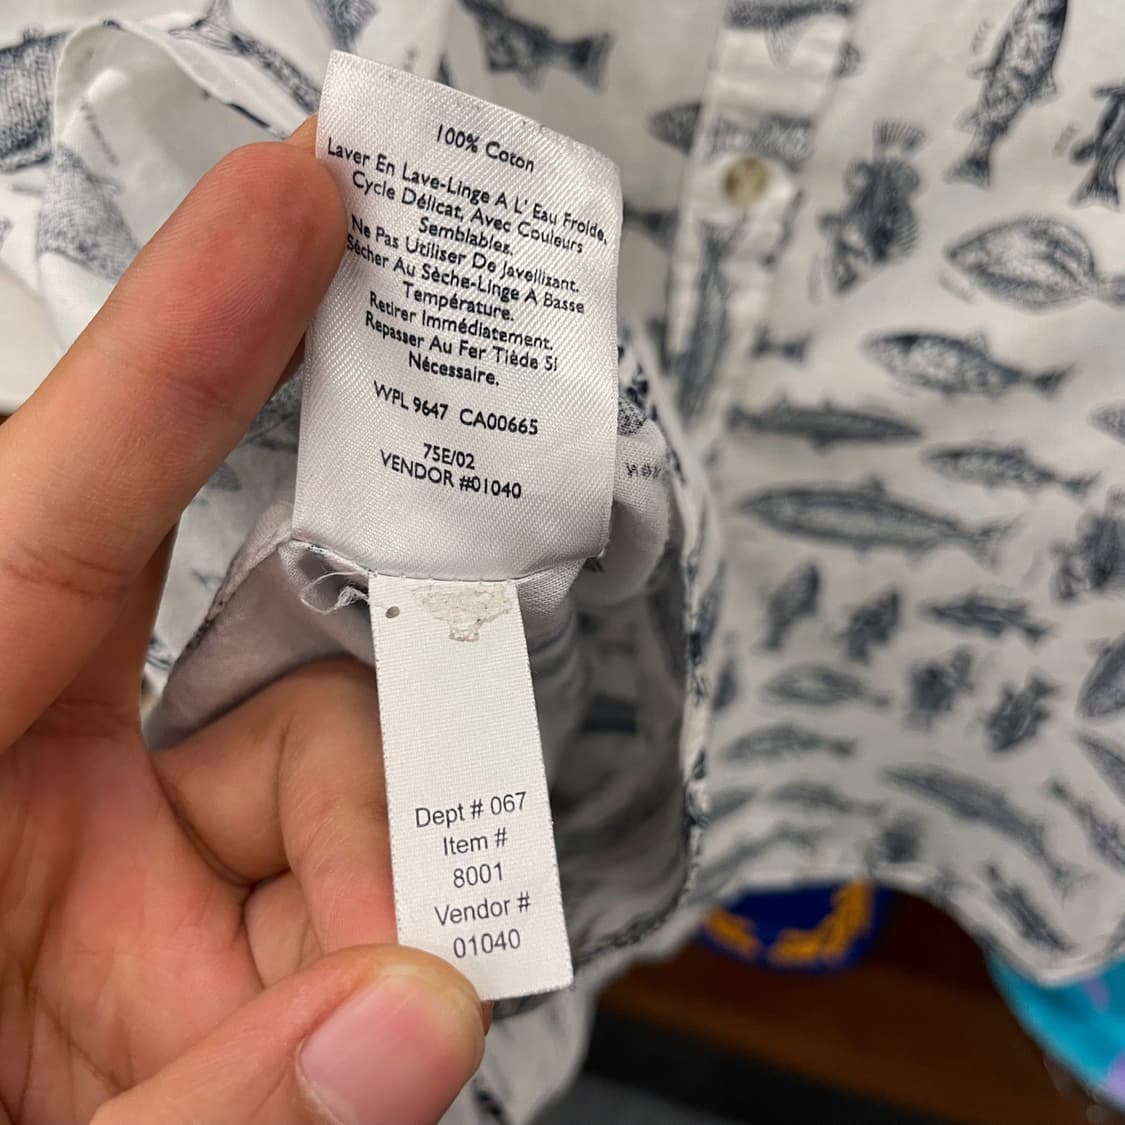 100% Coton
Laver En Lave-Linge A L' Eau Froide,
Cycle Délicat, Avec Couleurs
Semblables.
Ne Pas Utiliser De Javellizant.
Sécher Au Sèche-Linge A Basse
Température.
Retirer Immédiatement.
Repasser Au Fer Tiède Si
Nécessaire.
WPL 9647 CA00665
75E/02
VENDOR #01040
Dept # 067
Item #
8001
Vendor #
01040